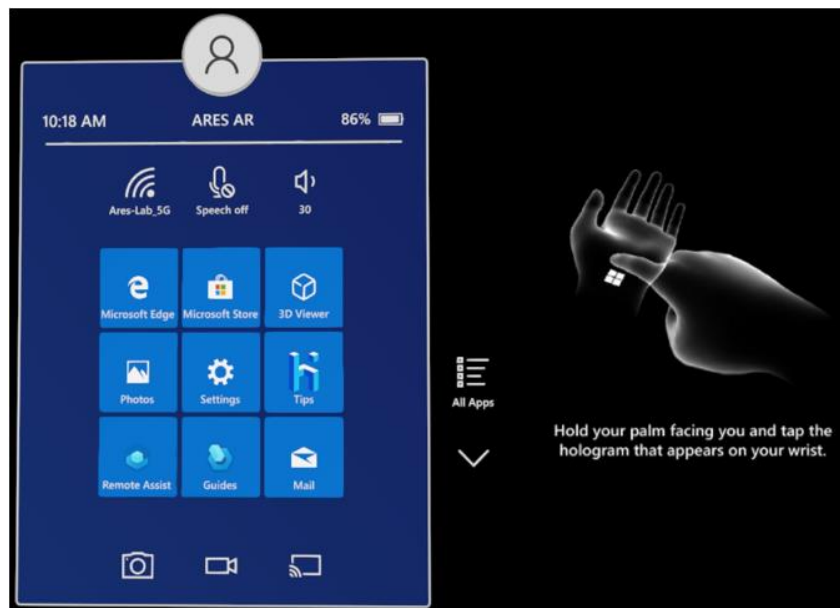 10:18 AM ARES AR 86%
Ares-Lab_5G Speech off 30
Microsoft Edge Microsoft Store 3D Viewer
Photos Settings Tips
Remote Assist Guides Mail
All Apps
Hold your palm facing you and tap the
hologram that appears on your wrist.